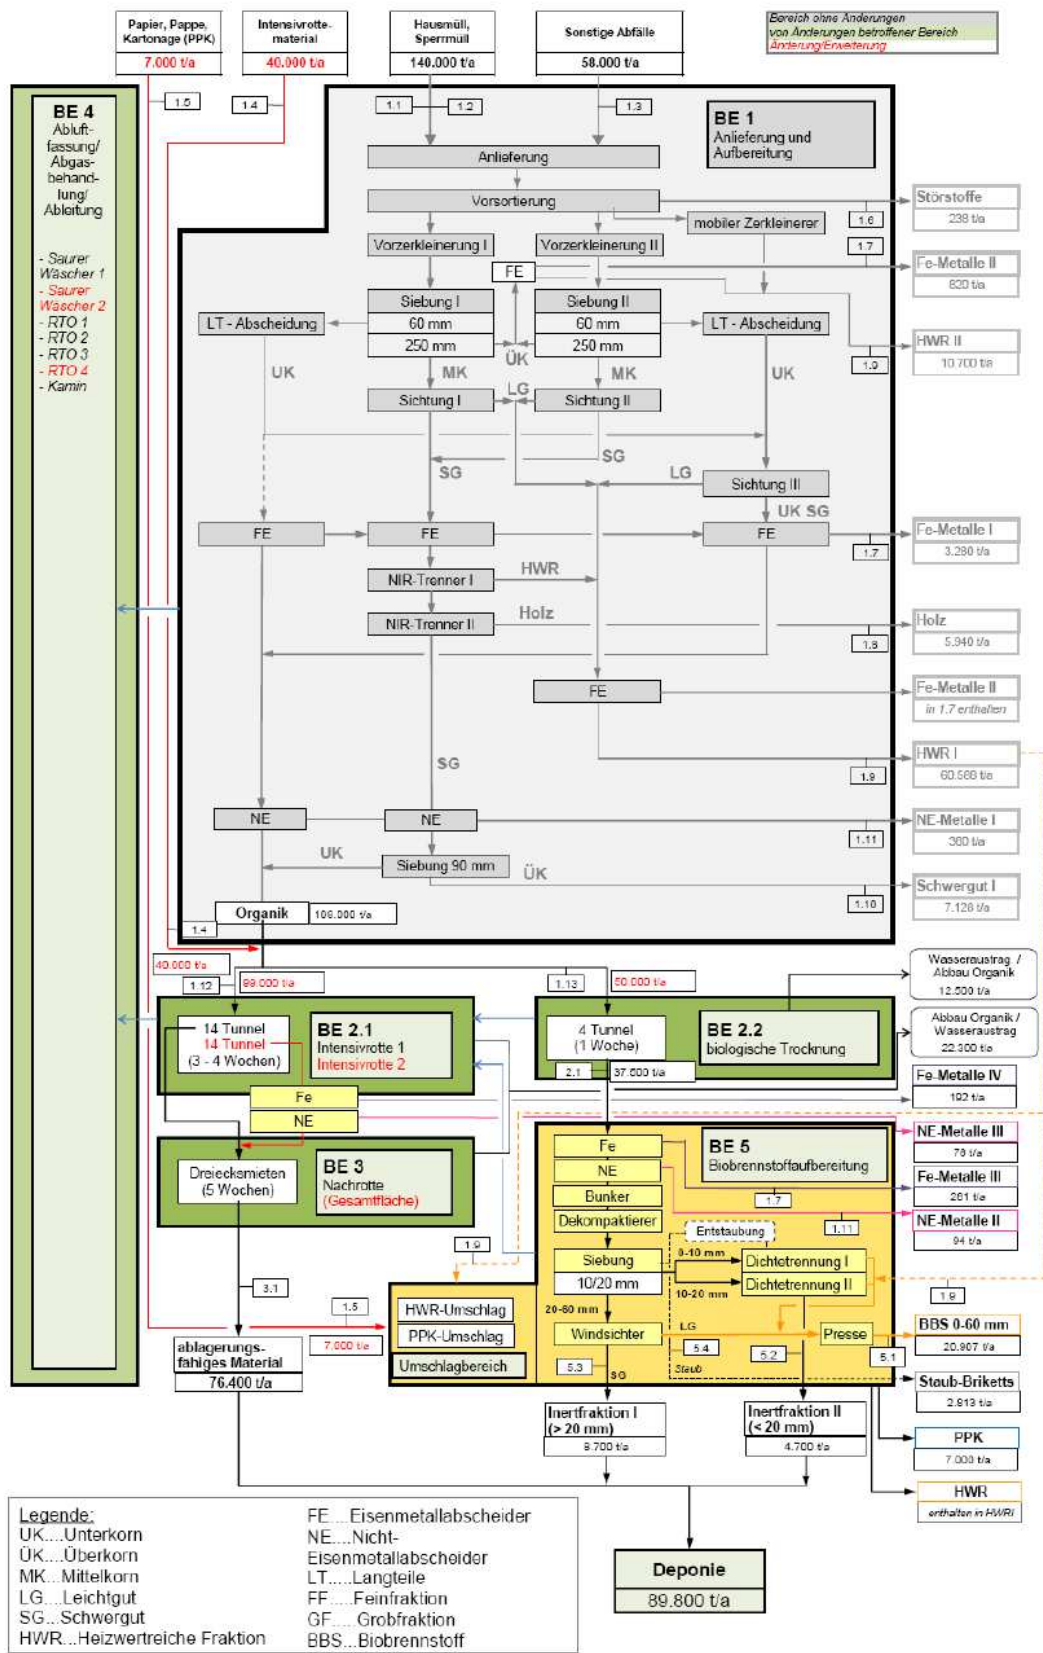 Papier, Pappe,
Kartonage (PPK)
7.000 t/a
Intensivrotte-
material
40.000 t/a
Hausmüll,
Sperrmüll
140.000 t/a
Sonstige Abfälle
58.000 t/a
Bereich ohne Änderungen
von Änderungen betroffener Bereich
Änderung/Erweiterung
1.5
1.4
1.1
1.2
1.3
BE 4
Abluft-
fassung/
Abgas-
behand-
lung/
Ableitung
- Saurer
Wäscher 1
- Saurer
Wäscher 2
- RTO 1
- RTO 2
- RTO 3
- RTO 4
- Kamin
BE 1
Anlieferung und
Aufbereitung
Anlieferung
Vorsortierung
mobiler Zerkleinerer
1.6
Störstoffe
238 t/a
Vorzerkleinerung I
Vorzerkleinerung II
1.7
FE
Fe-Metalle II
820 t/a
Siebung I
60 mm
250 mm
Siebung II
60 mm
250 mm
LT - Abscheidung
LT - Abscheidung
HWR II
10.700 t/a
1.9
ÜK
UK
MK
LG
MK
UK
Sichtung I
Sichtung II
SG
SG
LG
Sichtung III
UK SG
FE
FE
FE
1.7
Fe-Metalle I
3.280 t/a
NIR-Trenner I
HWR
NIR-Trenner II
Holz
1.8
Holz
5.940 t/a
FE
Fe-Metalle II
in 1.7 enthalten
SG
HWR I
60.588 t/a
1.9
NE
NE
1.11
NE-Metalle I
360 t/a
UK
Siebung 90 mm
ÜK
1.10
Schwergut I
7.128 t/a
Organik
109.000 t/a
1.4
40.000 t/a
1.12
99.000 t/a
1.13
50.000 t/a
Wasseraustrag /
Abbau Organik
12.500 t/a
14 Tunnel
14 Tunnel
(3 - 4 Wochen)
BE 2.1
Intensivrotte 1
Intensivrotte 2
4 Tunnel
(1 Woche)
BE 2.2
biologische Trocknung
Abbau Organik /
Wasseraustrag
22.300 t/a
2.1
37.500 t/a
Fe
NE
Fe-Metalle IV
192 t/a
Dreiecksmieten
(5 Wochen)
BE 3
Nachrotte
(Gesamtfläche)
Fe
NE
Bunker
Dekompaktierer
BE 5
Biobrennstoffaufbereitung
NE-Metalle III
78 t/a
1.7
Fe-Metalle III
281 t/a
1.11
NE-Metalle II
94 t/a
Entstaubung
1.9
Siebung
10/20 mm
0-10 mm
10-20 mm
Dichtetrennung I
Dichtetrennung II
3.1
1.5
7.000 t/a
HWR-Umschlag
PPK-Umschlag
Umschlagbereich
20-60 mm
Windsichter
LG
5.4
Presse
1.9
BBS 0-60 mm
20.907 t/a
5.3
SG
Staub
5.2
5.1
ablagerungs-
fähiges Material
76.400 t/a
Staub-Briketts
2.813 t/a
Inertfraktion I
(> 20 mm)
8.700 t/a
Inertfraktion II
(< 20 mm)
4.700 t/a
PPK
7.000 t/a
HWR
enthalten in HWRI
Legende:
UK....Unterkorn
ÜK....Überkorn
MK...Mittelkorn
LG....Leichtgut
SG...Schwergut
HWR...Heizwertreiche Fraktion
FE....Eisenmetallabscheider
NE....Nicht-
Eisenmetallabscheider
LT.....Langteile
FF.....Feinfraktion
GF....Grobfraktion
BBS...Biobrennstoff
Deponie
89.800 t/a